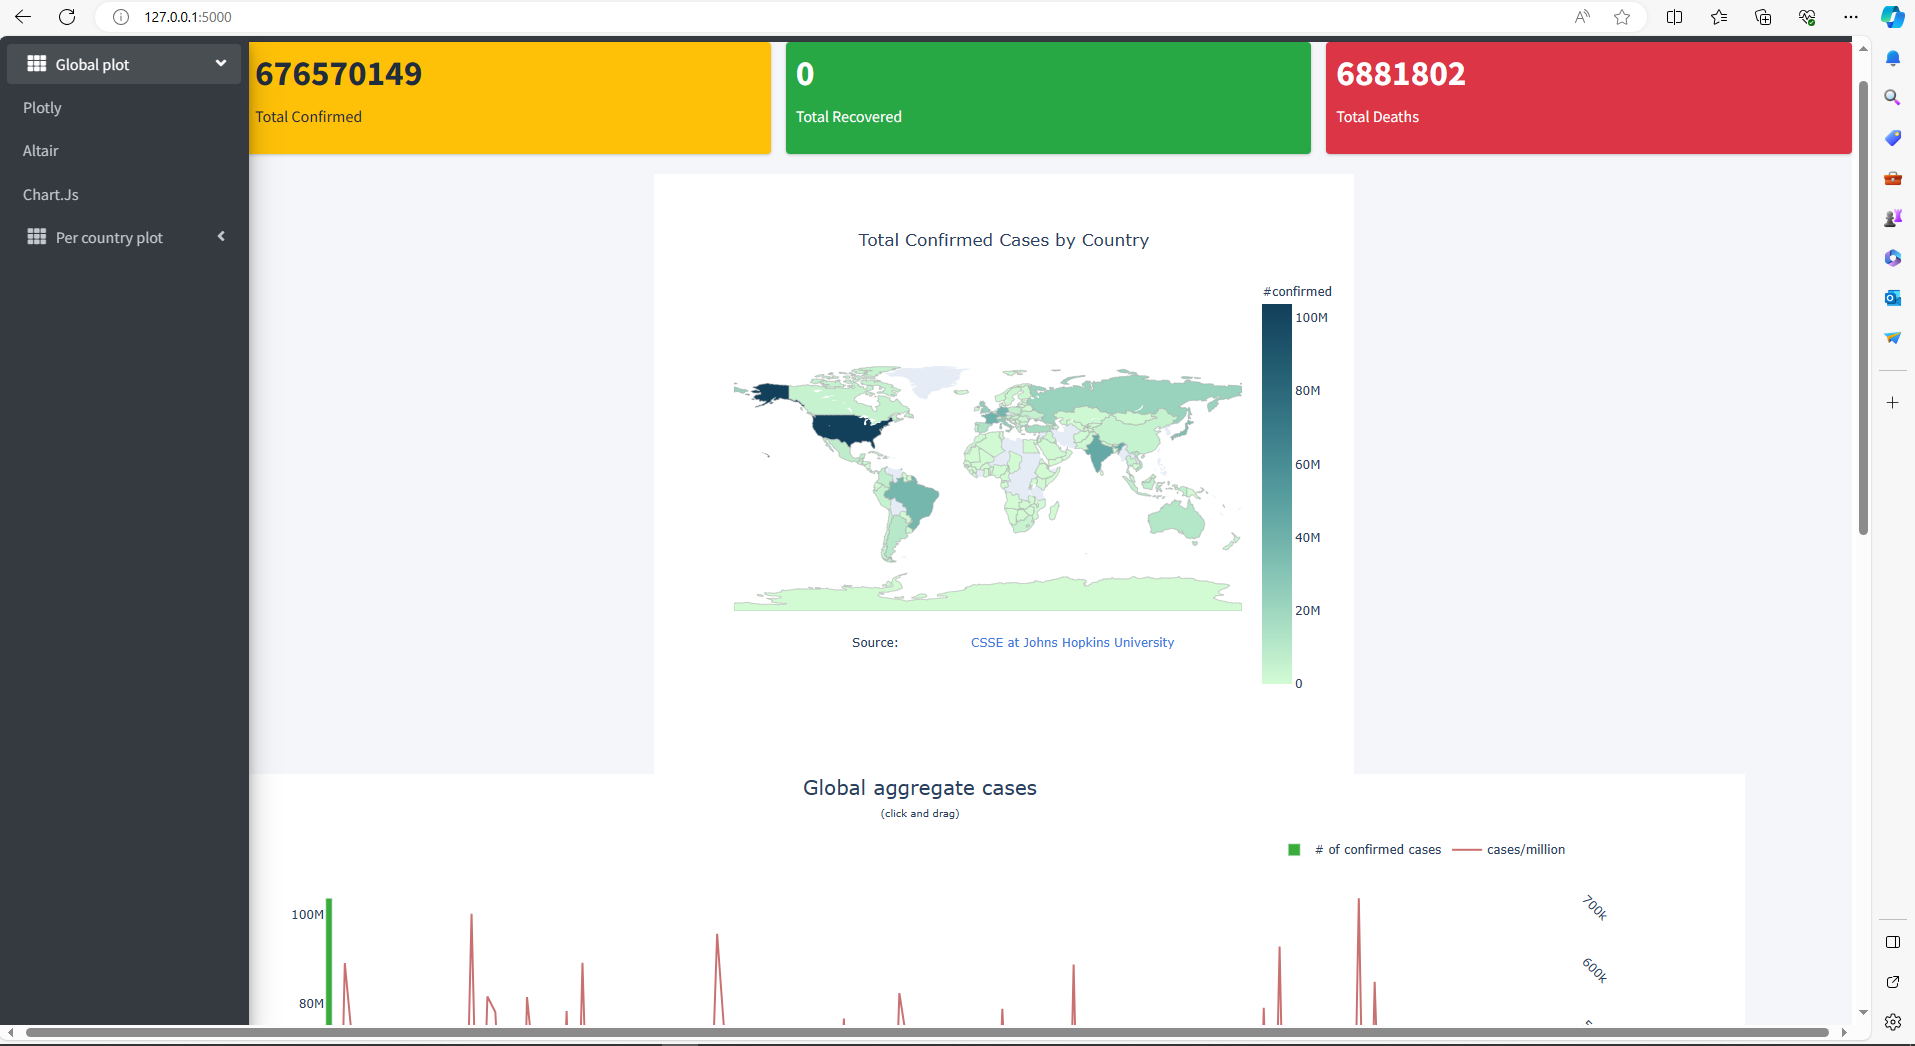 127.0.0.1:5000
Global plot
Plotly
Altair
Chart.Js
Per country plot
676570149
Total Confirmed
0
Total Recovered
6881802
Total Deaths
Total Confirmed Cases by Country
#confirmed
100M
80M
60M
40M
20M
0
Source:
CSSE at Johns Hopkins University
Global aggregate cases
(click and drag)
# of confirmed cases
cases/million
100M
80M
700k
600k